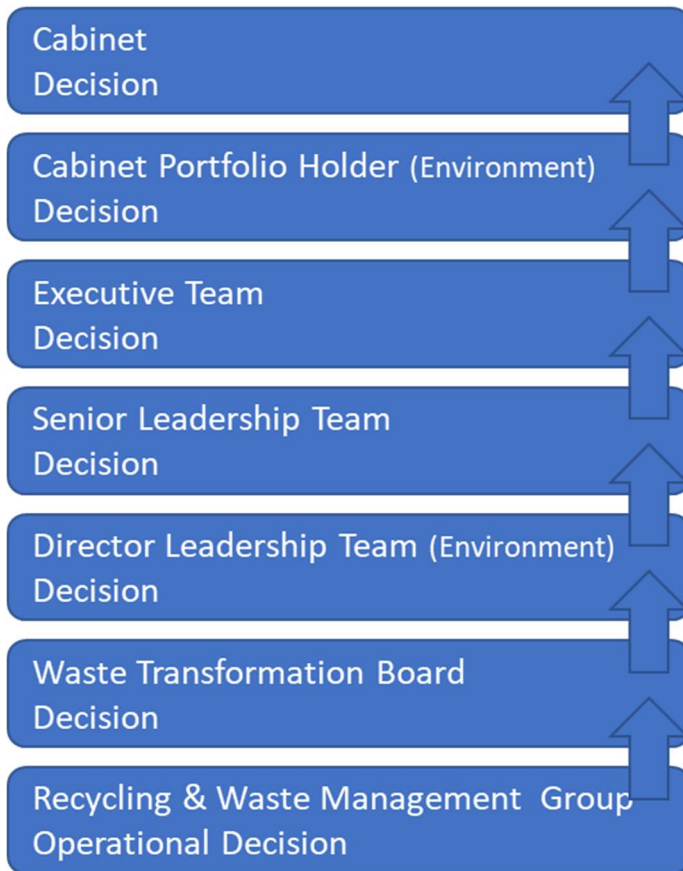 Cabinet
Decision
Cabinet Portfolio Holder (Environment)
Decision
Executive Team
Decision
Senior Leadership Team
Decision
Director Leadership Team (Environment)
Decision
Waste Transformation Board
Decision
Recycling & Waste Management Group
Operational Decision